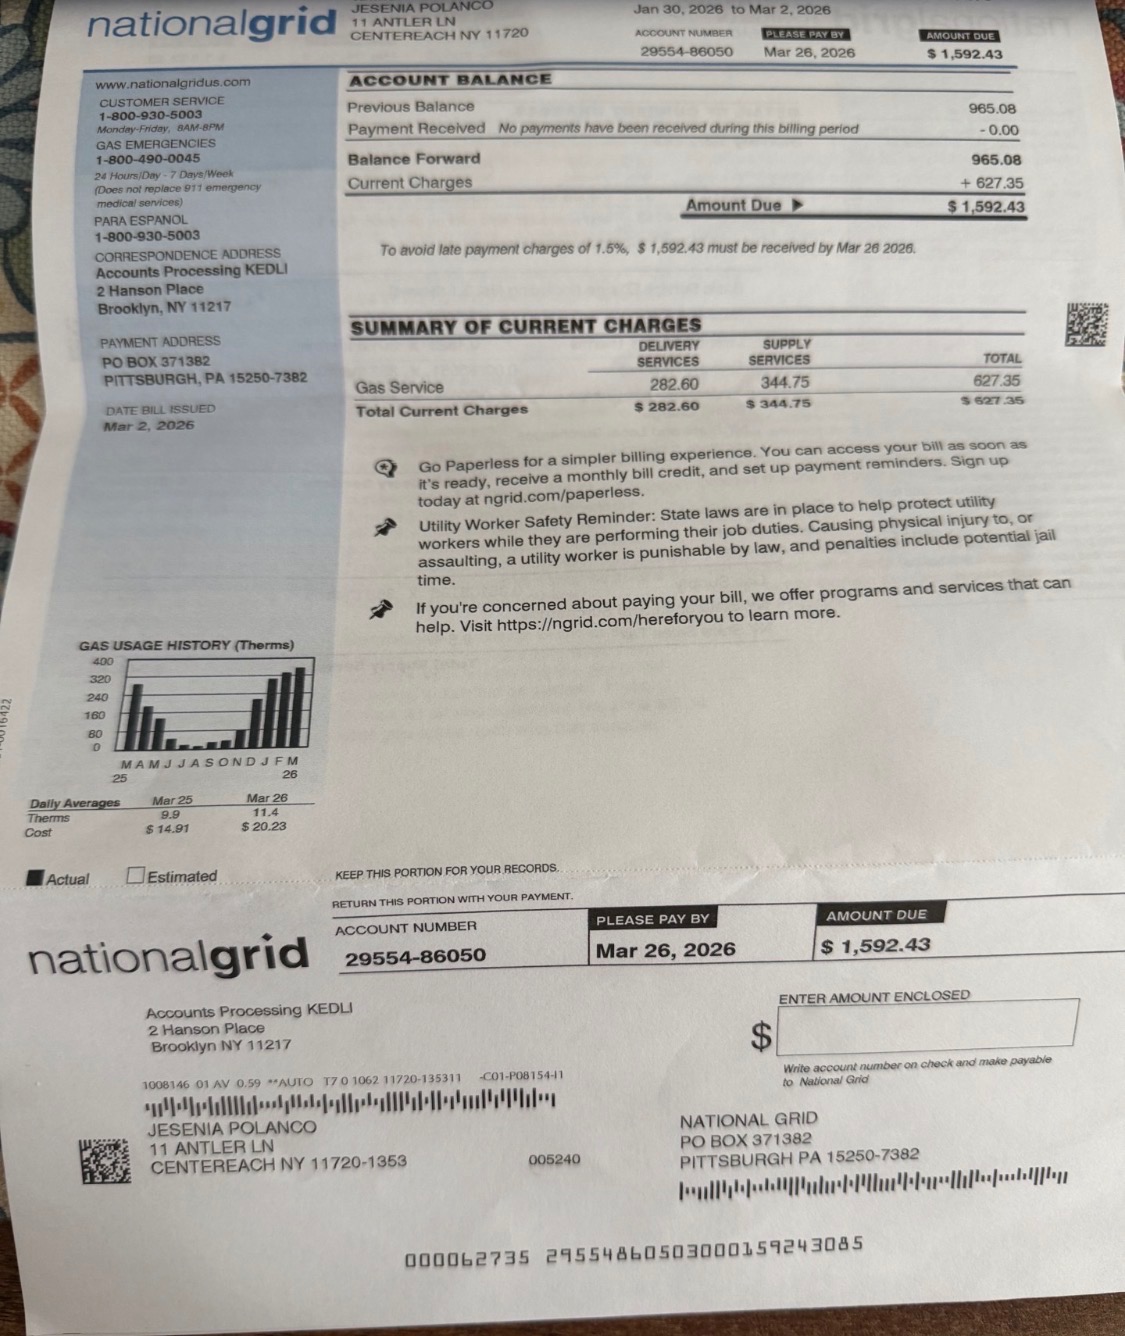 nationalgrid
JESENIA POLANCO
11 ANTLER LN
CENTEREACH NY 11720
Jan 30, 2026 to Mar 2, 2026
ACCOUNT NUMBER
29554-86050
PLEASE PAY BY
Mar 26, 2026
AMOUNT DUE
$ 1,592.43
www.nationalgridus.com
CUSTOMER SERVICE
1-800-930-5003
Monday-Friday, 8AM-8PM
GAS EMERGENCIES
1-800-490-0045
24 Hours/Day - 7 Days/Week
(Does not replace 911 emergency
medical services)
PARA ESPANOL
1-800-930-5003
CORRESPONDENCE ADDRESS
Accounts Processing KEDLI
2 Hanson Place
Brooklyn, NY 11217
PAYMENT ADDRESS
PO BOX 371382
PITTSBURGH, PA 15250-7382
DATE BILL ISSUED
Mar 2, 2026
ACCOUNT BALANCE
Previous Balance 965.08
Payment Received No payments have been received during this billing period - 0.00
Balance Forward 965.08
Current Charges + 627.35
Amount Due ▶ $ 1,592.43
To avoid late payment charges of 1.5%, $ 1,592.43 must be received by Mar 26 2026.
SUMMARY OF CURRENT CHARGES
DELIVERY SERVICES SUPPLY SERVICES TOTAL
Gas Service 282.60 344.75 627.35
Total Current Charges $ 282.60 $ 344.75 $ 627.35
Go Paperless for a simpler billing experience. You can access your bill as soon as
it's ready, receive a monthly bill credit, and set up payment reminders. Sign up
today at ngrid.com/paperless.
Utility Worker Safety Reminder: State laws are in place to help protect utility
workers while they are performing their job duties. Causing physical injury to, or
assaulting, a utility worker is punishable by law, and penalties include potential jail
time.
If you're concerned about paying your bill, we offer programs and services that can
help. Visit https://ngrid.com/hereforyou to learn more.
GAS USAGE HISTORY (Therms)
400
320
240
160
80
0
M A M J J A S O N D J F M
25 26
Daily Averages Mar 25 Mar 26
Therms 9.9 11.4
Cost $ 14.91 $ 20.23
Actual Estimated
KEEP THIS PORTION FOR YOUR RECORDS.
RETURN THIS PORTION WITH YOUR PAYMENT.
nationalgrid
ACCOUNT NUMBER
29554-86050
PLEASE PAY BY
Mar 26, 2026
AMOUNT DUE
$ 1,592.43
Accounts Processing KEDLI
2 Hanson Place
Brooklyn NY 11217
ENTER AMOUNT ENCLOSED
$
Write account number on check and make payable
to National Grid
1008146 01 AV 0.59 **AUTO T7 0 1062 11720-135311 -C01-P08154-I1
JESENIA POLANCO
11 ANTLER LN
CENTEREACH NY 11720-1353
005240
NATIONAL GRID
PO BOX 371382
PITTSBURGH PA 15250-7382
000062735 29554860503000159243085